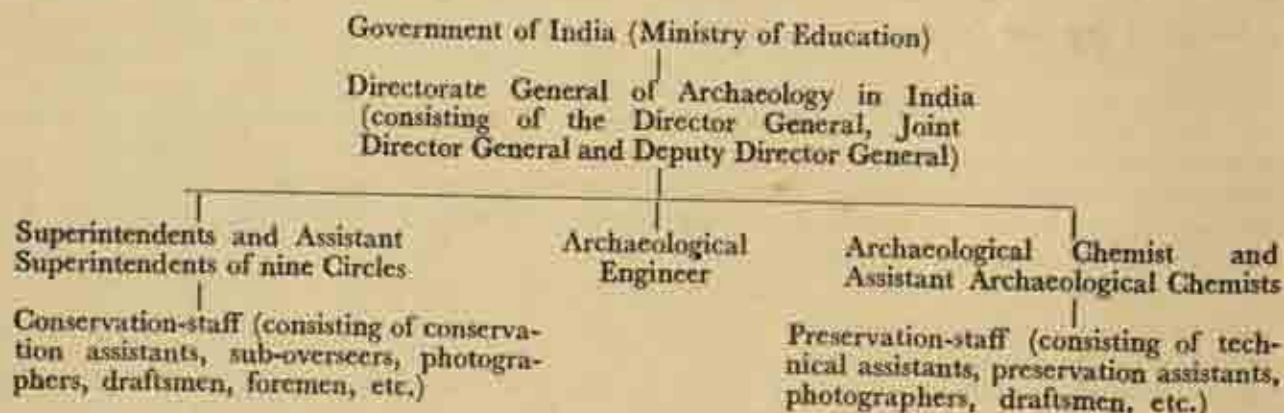 Government of India (Ministry of Education)
Directorate General of Archaeology in India
(consisting of the Director General, Joint
Director General and Deputy Director General)
Superintendents and Assistant
Superintendents of nine Circles
Archaeological
Engineer
Archaeological Chemist and
Assistant Archaeological Chemists
Conservation-staff (consisting of conserva-
tion assistants, sub-overseers, photogra-
phers, draftsmen, foremen, etc.)
Preservation-staff (consisting of tech-
nical assistants, preservation assistants,
photographers, draftsmen, etc.)